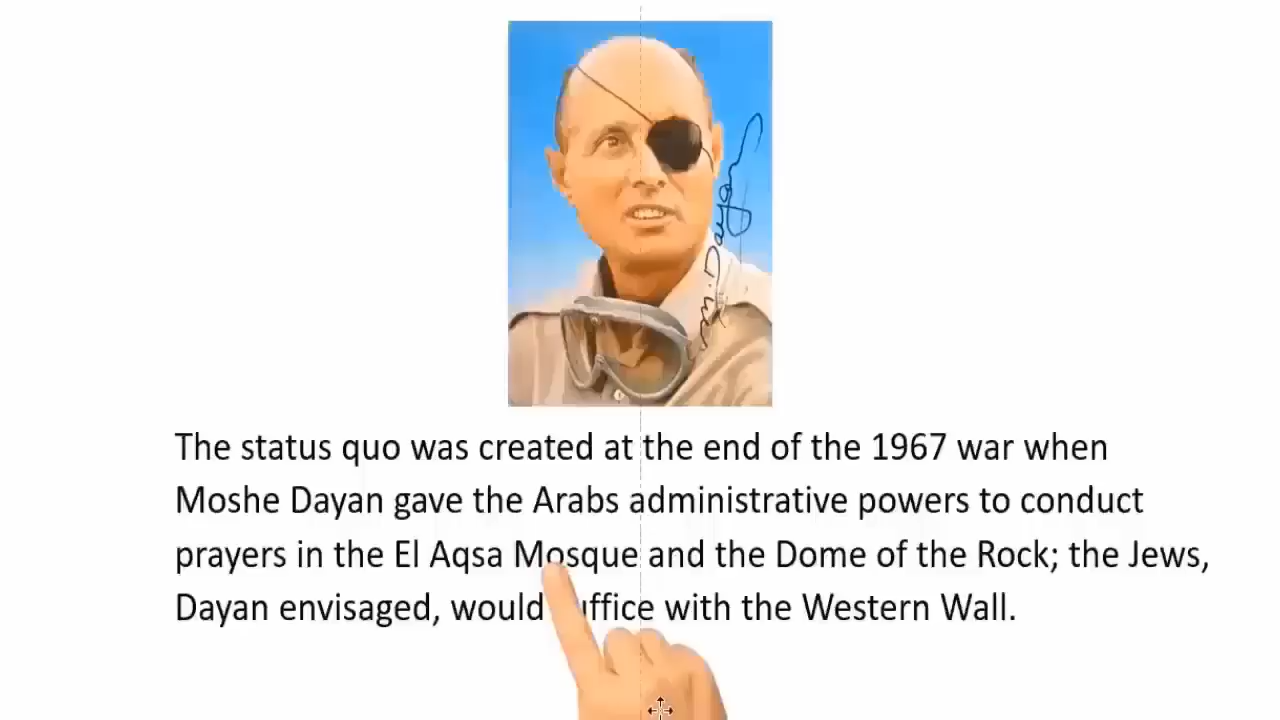 M. Dayan
The status quo was created at the end of the 1967 war when
Moshe Dayan gave the Arabs administrative powers to conduct
prayers in the El Aqsa Mosque and the Dome of the Rock; the Jews,
Dayan envisaged, would uffice with the Western Wall.